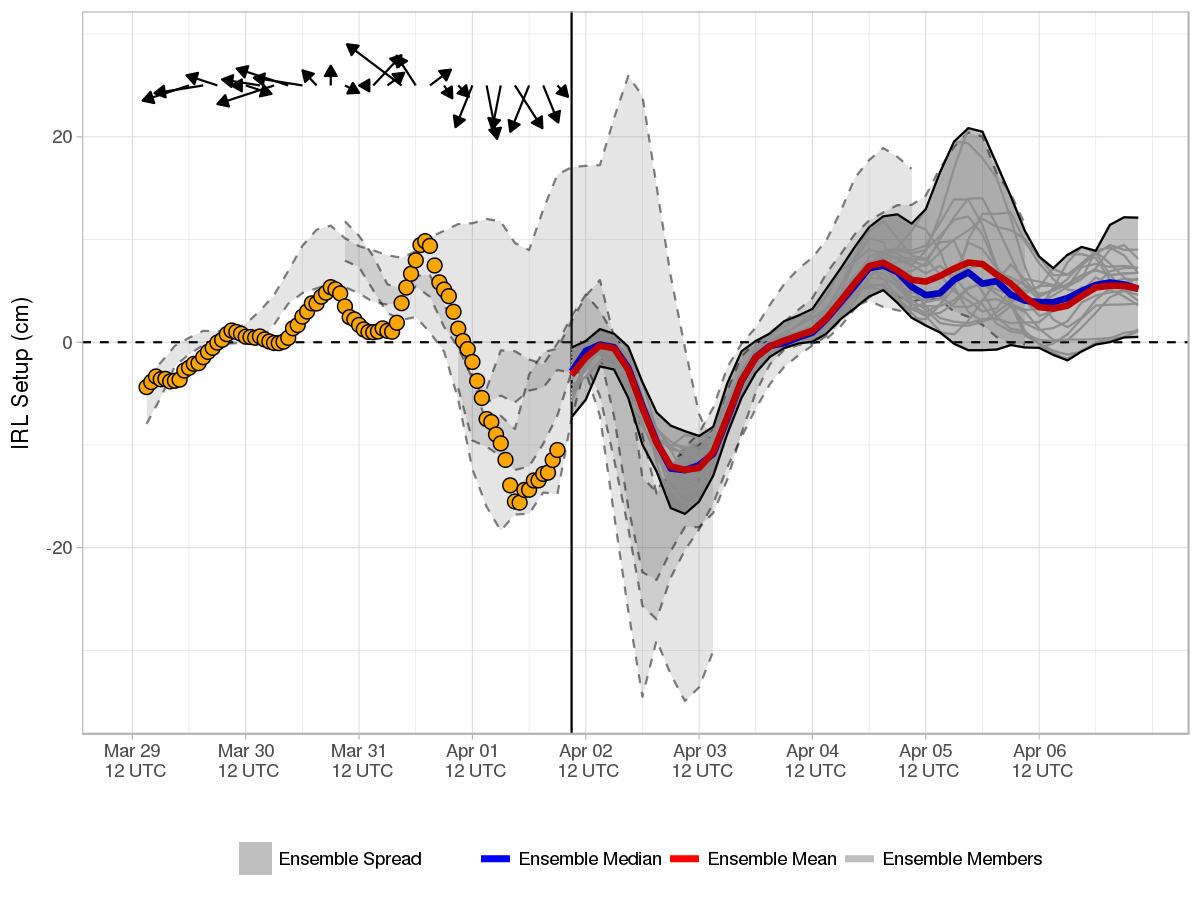 IRL Setup (cm)
20
0
-20
Mar 29
12 UTC
Mar 30
12 UTC
Mar 31
12 UTC
Apr 01
12 UTC
Apr 02
12 UTC
Apr 03
12 UTC
Apr 04
12 UTC
Apr 05
12 UTC
Apr 06
12 UTC
Ensemble Spread
Ensemble Median
Ensemble Mean
Ensemble Members